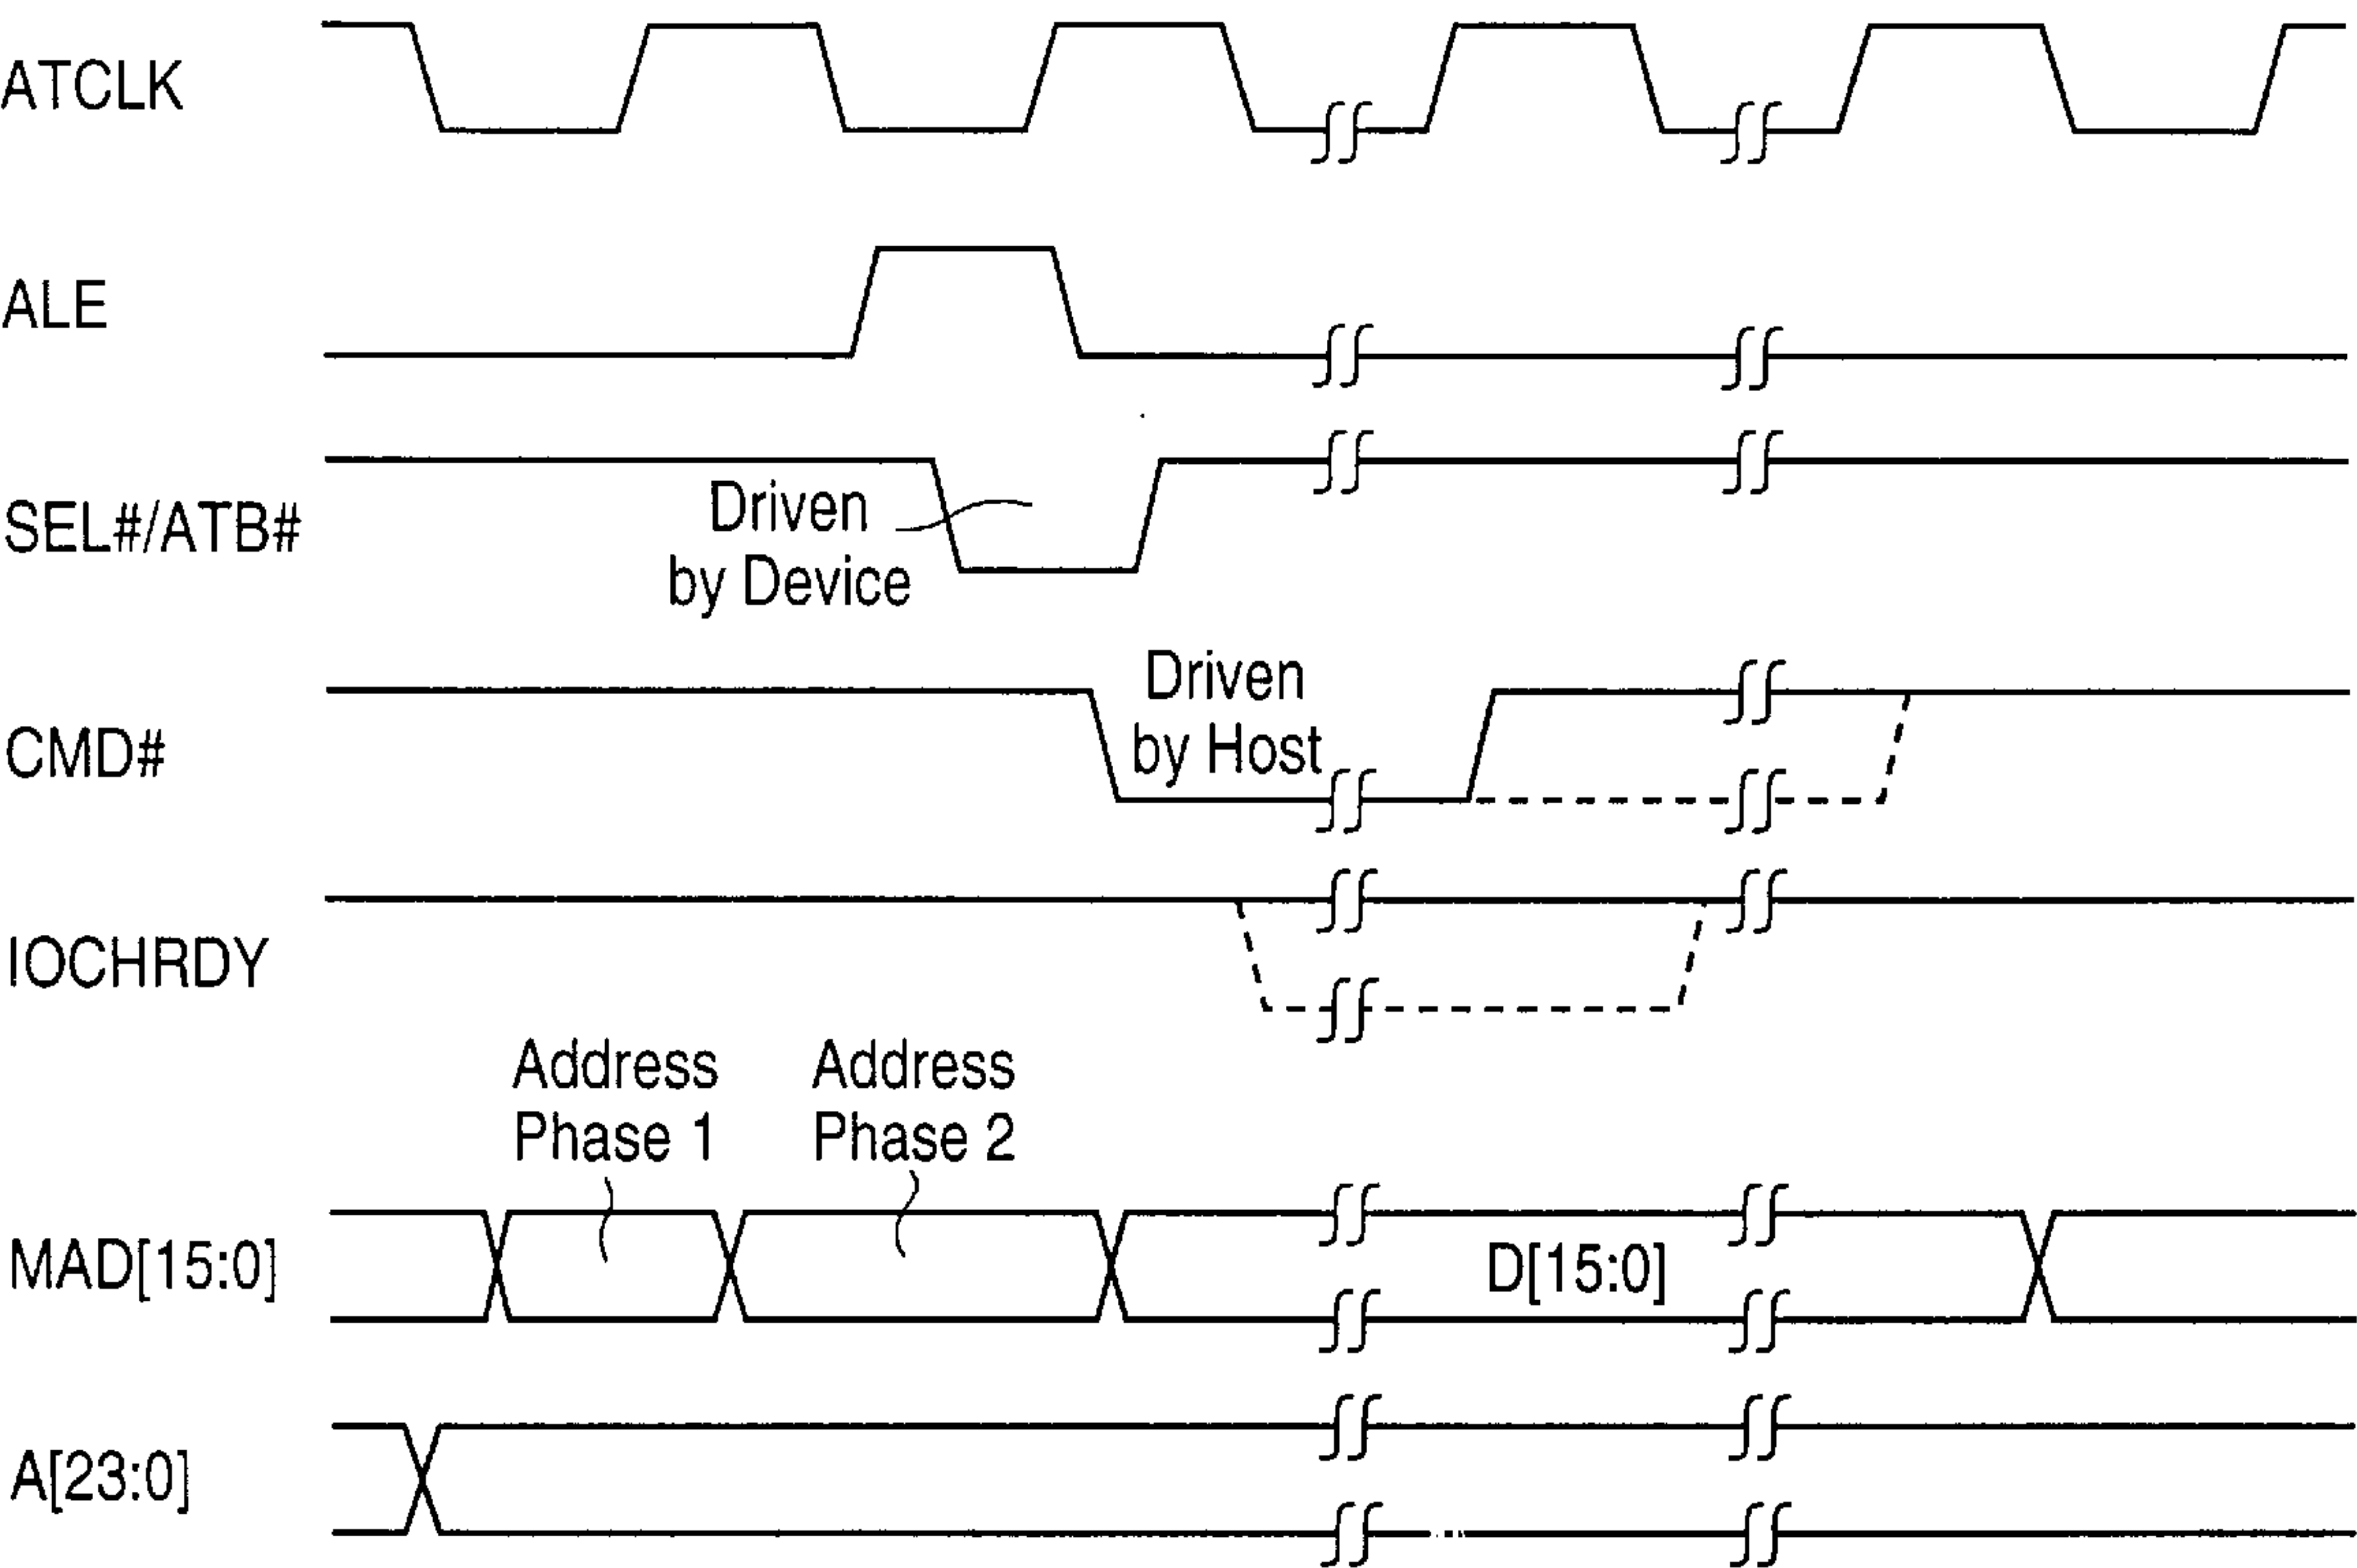 ATCLK
ALE
SEL#/ATB#
Driven
by Device
CMD#
Driven
by Host
IOCHRDY
Address
Phase 1
Address
Phase 2
MAD[15:0]
D[15:0]
A[23:0]